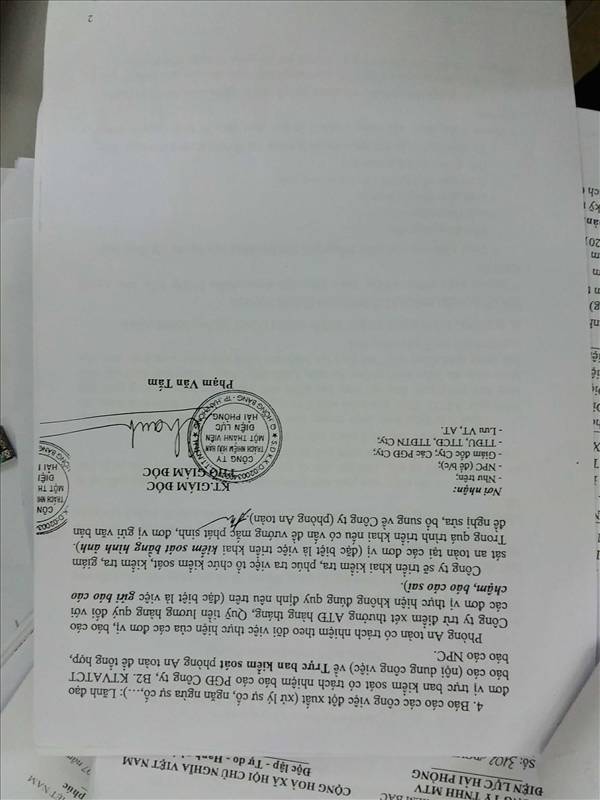 4. Báo cáo các công việc đột xuất (xử lý sự cố, ngăn ngừa sự cố,…): Lãnh đạo
đơn vị trực ban kiểm soát có trách nhiệm báo cáo PGĐ Công ty, B2. KTVATCT
báo cáo (nội dung công việc) về Trực ban kiểm soát phòng An toàn để tổng hợp,
báo cáo NPC.
Phòng An toàn có trách nhiệm theo dõi việc thực hiện của các đơn vị, báo cáo
Công ty trừ điểm xét thưởng ATĐ hàng tháng, Quỹ tiền lương hàng quý đối với
các đơn vị thực hiện không đúng quy định nêu trên (đặc biệt là việc gửi báo cáo
chậm, báo cáo sai).
Công ty sẽ triển khai kiểm tra, phúc tra việc tổ chức kiểm soát, kiểm tra, giám
sát an toàn tại các đơn vị (đặc biệt là việc triển khai kiểm soát bằng hình ảnh).
Trong quá trình triển khai nếu có vấn đề vướng mắc phát sinh, đơn vị gửi văn bản
đề nghị sửa, bổ sung về Công ty (phòng An toàn)
Nơi nhận:
- Như trên;
- NPC (để b/c);
- Giám đốc Cty; Các PGĐ Cty;
- TTĐU, TTCĐ, TTĐTN Cty;
- Lưu VT, AT.
KT.GIÁM ĐỐC
PHÓ GIÁM ĐỐC
CÔNG TY
TRÁCH NHIỆM HỮU HẠN
MỘT THÀNH VIÊN
ĐIỆN LỰC
HẢI PHÒNG
Phạm Văn Tấm
2
ĐIỆN LỰC HẢI PHÒNG
Số: 3102
CỘNG HOÀ XÃ HỘI CHỦ NGHĨA VIỆT NAM
Độc lập - Tự do - Hạnh